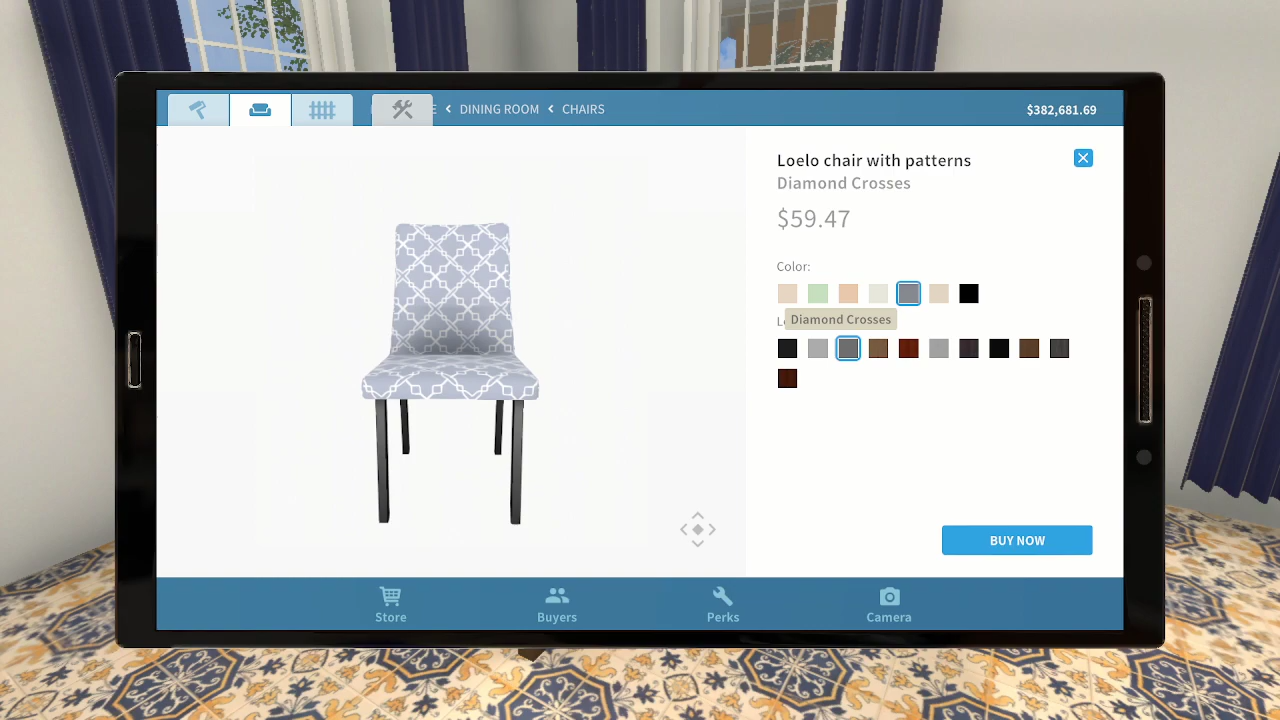 E < DINING ROOM < CHAIRS
$382,681.69
Loelo chair with patterns
Diamond Crosses
$59.47
Color:
Diamond Crosses
BUY NOW
Store
Buyers
Perks
Camera